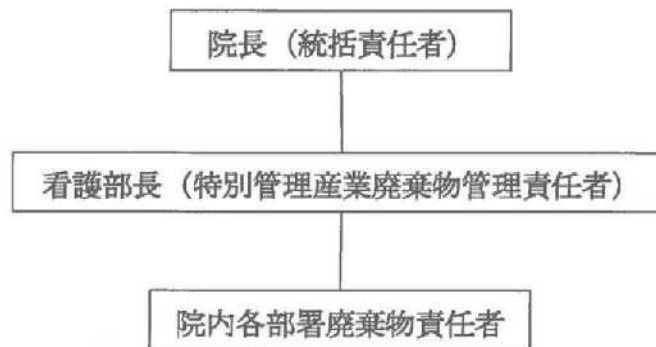 院長（統括責任者）
看護部長（特別管理産業廃棄物管理責任者）
院内各部署廃棄物責任者